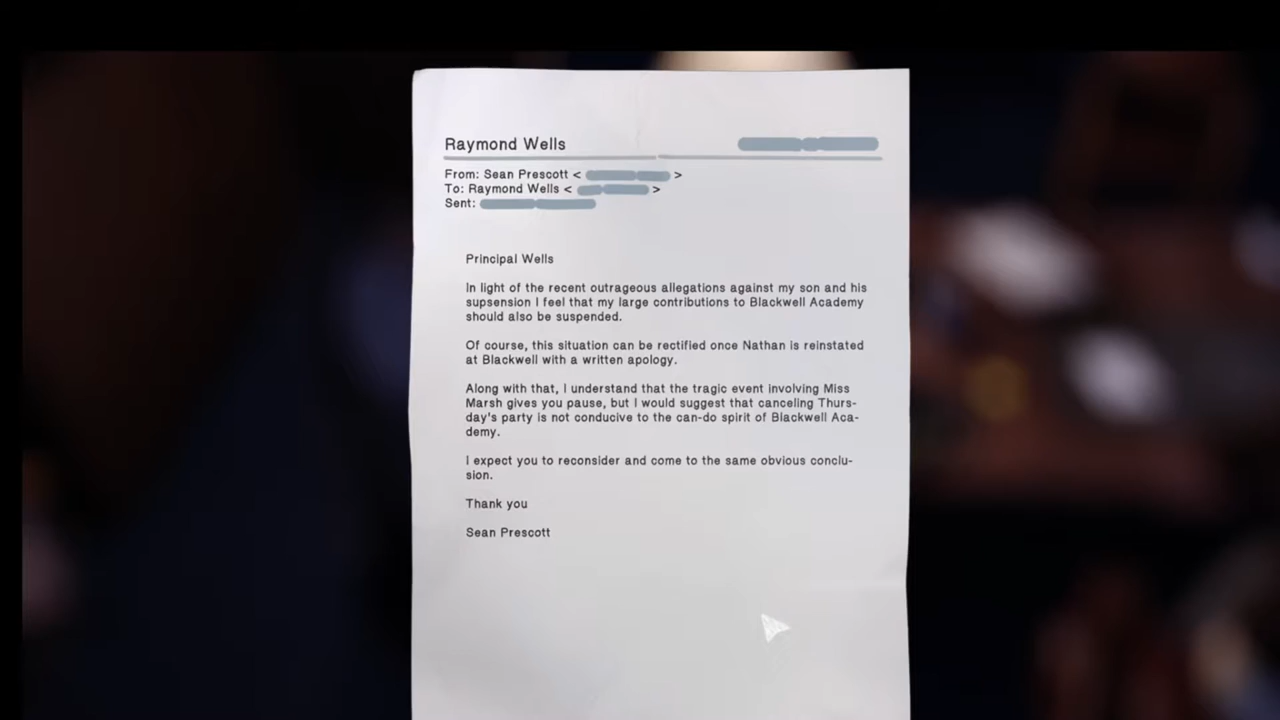 Raymond Wells
From: Sean Prescott < >
To: Raymond Wells < >
Sent:
Principal Wells
In light of the recent outrageous allegations against my son and his
supsension I feel that my large contributions to Blackwell Academy
should also be suspended.
Of course, this situation can be rectified once Nathan is reinstated
at Blackwell with a written apology.
Along with that, I understand that the tragic event involving Miss
Marsh gives you pause, but I would suggest that canceling Thurs-
day's party is not conducive to the can-do spirit of Blackwell Aca-
demy.
I expect you to reconsider and come to the same obvious conclu-
sion.
Thank you
Sean Prescott